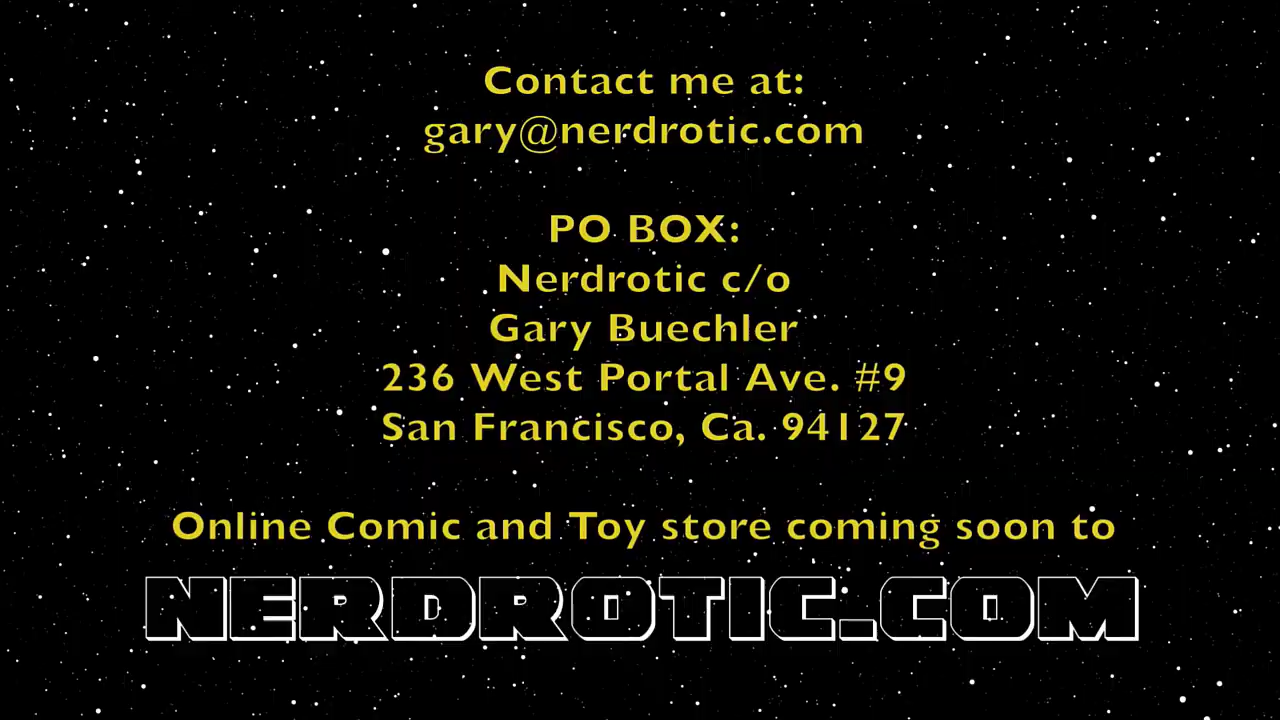 Contact me at:
gary@nerdrotic.com
PO BOX:
Nerdrotic c/o
Gary Buechler
236 West Portal Ave. #9
San Francisco, Ca. 94127
Online Comic and Toy store coming soon to
NERDROTIC.COM